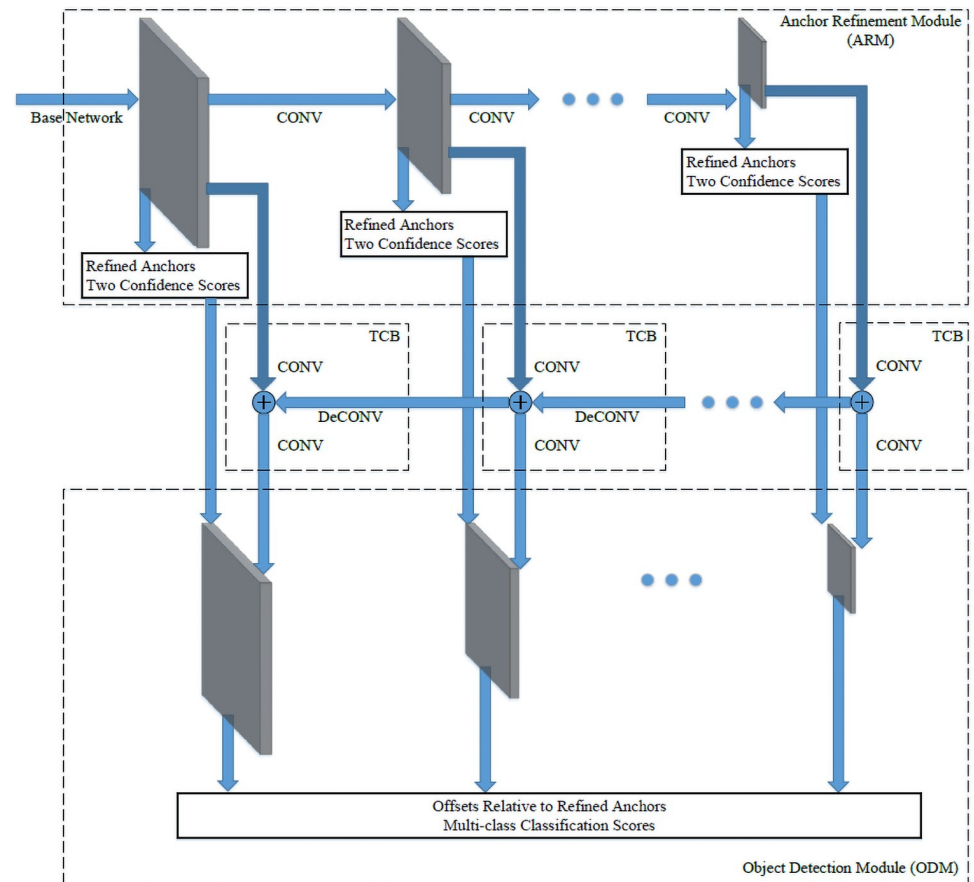 Anchor Refinement Module
(ARM)
Base Network
CONV
CONV
CONV
Refined Anchors
Two Confidence Scores
Refined Anchors
Two Confidence Scores
Refined Anchors
Two Confidence Scores
TCB
TCB
TCB
CONV
CONV
CONV
DeCONV
DeCONV
CONV
CONV
CONV
Offsets Relative to Refined Anchors
Multi-class Classification Scores
Object Detection Module (ODM)